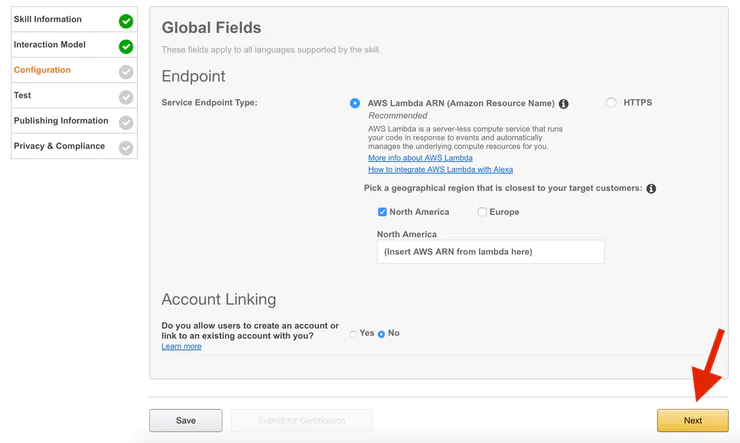 Skill Information
Interaction Model
Configuration
Test
Publishing Information
Privacy & Compliance
Global Fields
These fields apply to all languages supported by the skill.
Endpoint
Service Endpoint Type:
AWS Lambda ARN (Amazon Resource Name)
HTTPS
Recommended
AWS Lambda is a server-less compute service that runs
your code in response to events and automatically
manages the underlying compute resources for you.
More info about AWS Lambda
How to integrate AWS Lambda with Alexa
Pick a geographical region that is closest to your target customers:
North America
Europe
North America
(Insert AWS ARN from lambda here)
Account Linking
Do you allow users to create an account or
link to an existing account with you?
Yes
No
Learn more
Save
Submit for Certification
Next